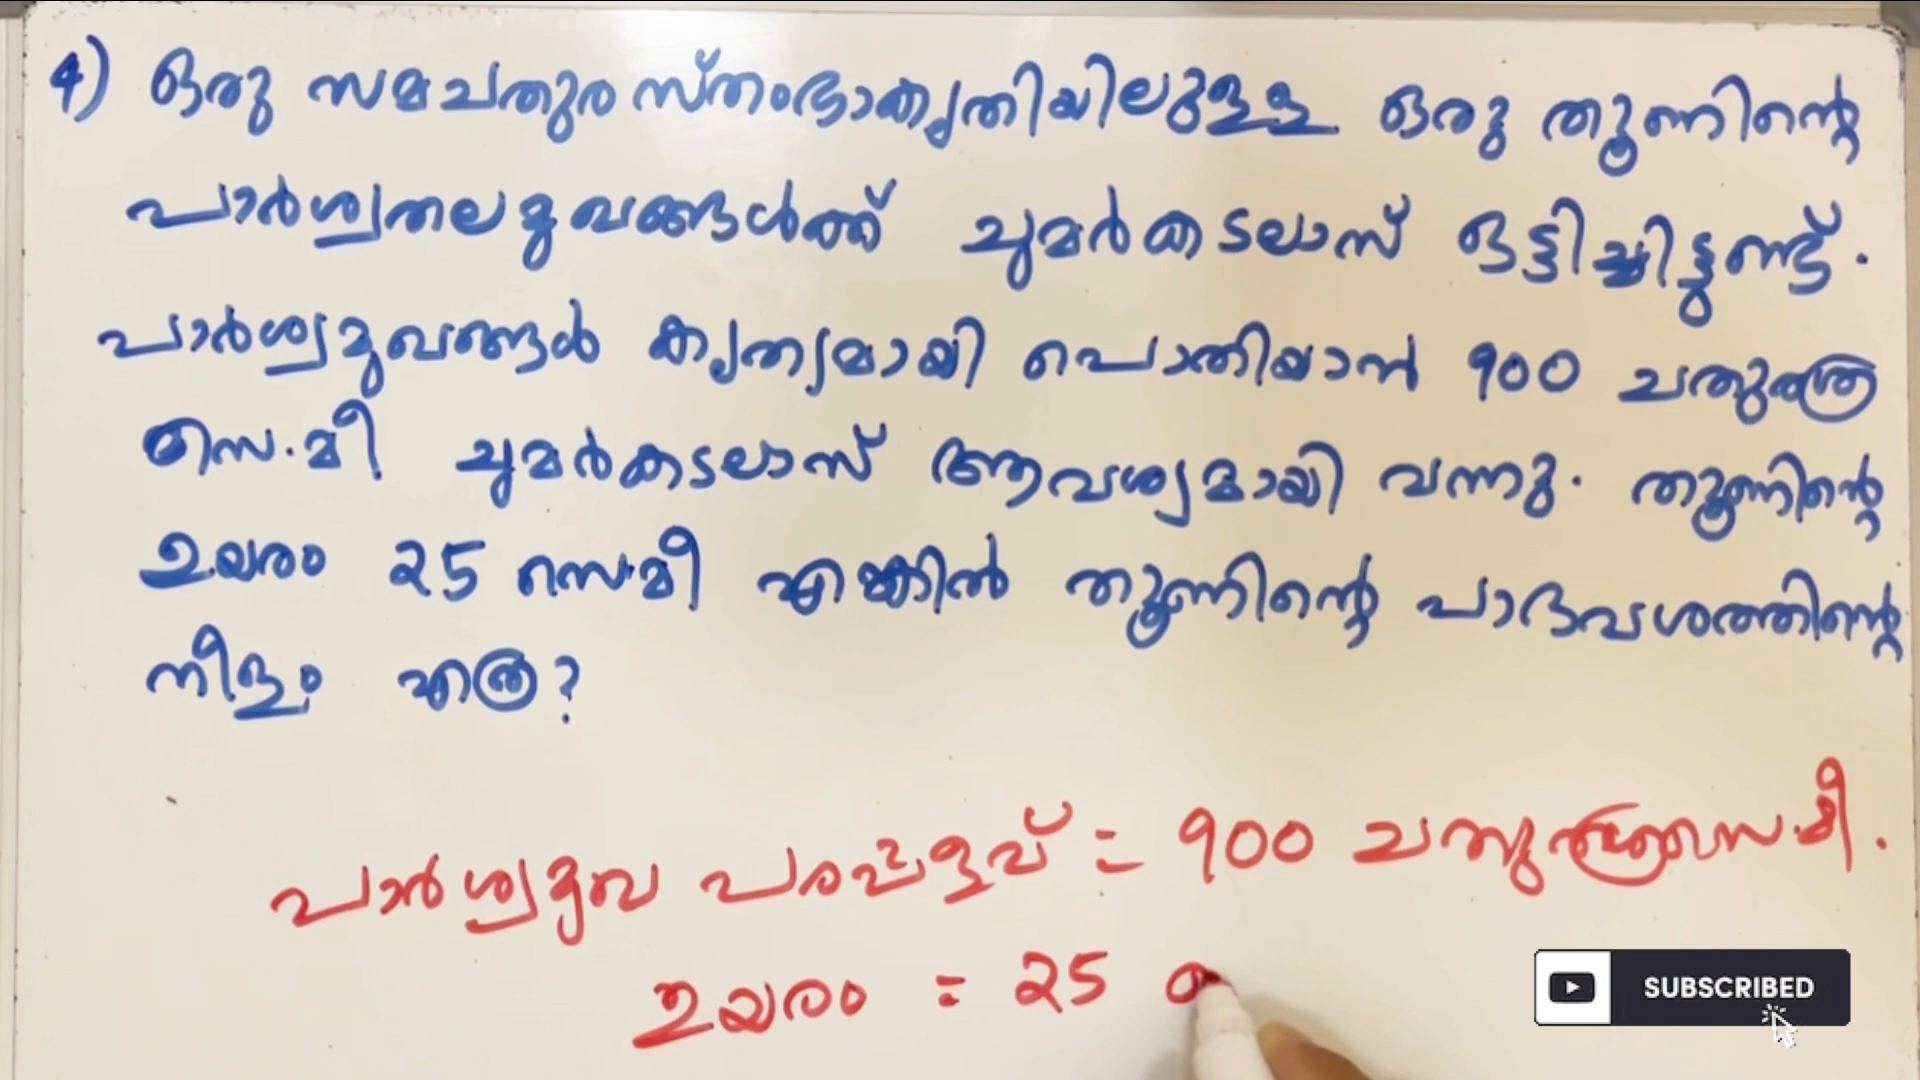 4) ഒരു സമചതുര സ്തംഭാകൃതിയിലുള്ള ഒരു തൂണിന്റെ
പാർശ്വതലമുഖങ്ങൾക്ക് ചുമർകടലാസ് ഒട്ടിച്ചിട്ടുണ്ട്.
പാർശ്വമുഖങ്ങൾ കൃത്യമായി പൊതിയാൻ 900 ചതുരശ്ര
സെ.മീ ചുമർകടലാസ് ആവശ്യമായി വന്നു. തൂണിന്റെ
ഉയരം 25 സെ.മീ എങ്കിൽ തൂണിന്റെ പാദവശത്തിന്റെ
നീളം എത്ര?
പാർശ്വമുഖ പരപ്പളവ് = 900 ചതുരശ്രസെ.മീ.
ഉയരം = 25
SUBSCRIBED